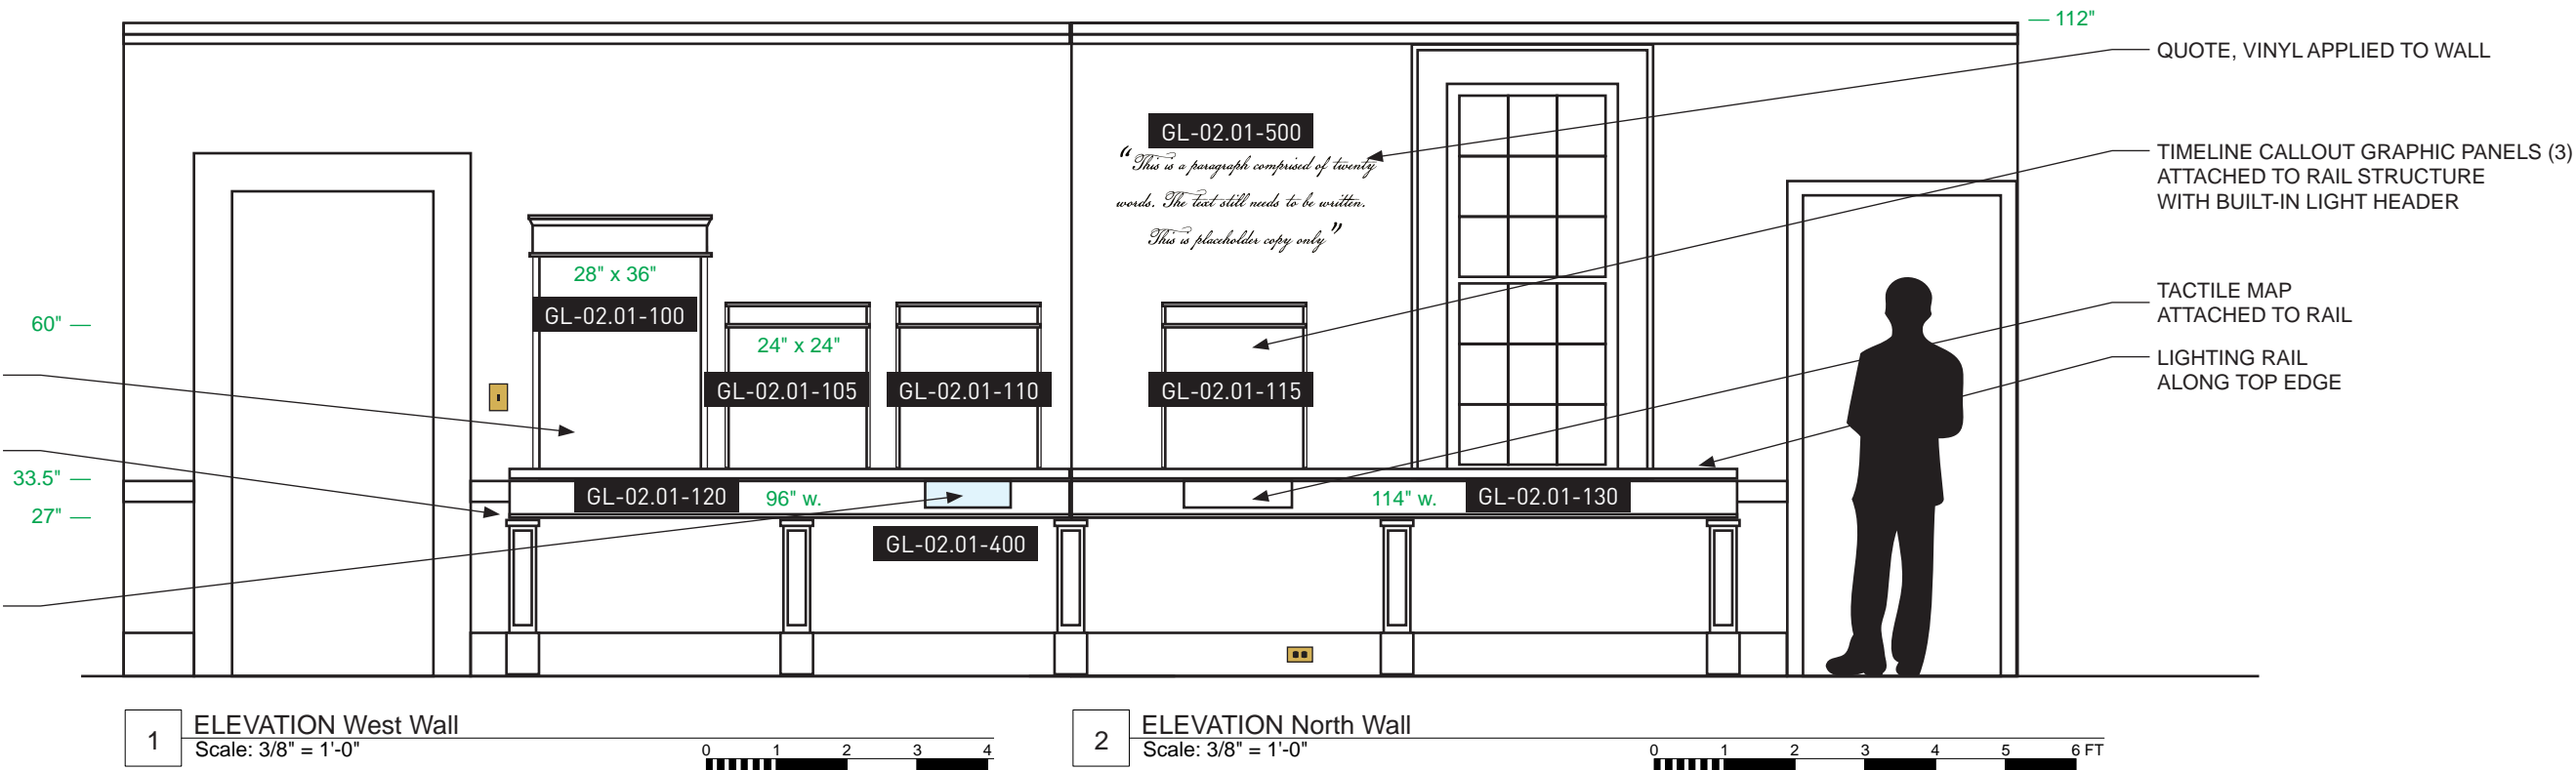 112"
QUOTE, VINYL APPLIED TO WALL
GL-02.01-500
“This is a paragraph comprised of twenty
words. The text still needs to be written.
This is placeholder copy only”
TIMELINE CALLOUT GRAPHIC PANELS (3)
ATTACHED TO RAIL STRUCTURE
WITH BUILT-IN LIGHT HEADER
28" x 36"
GL-02.01-100
60"
24" x 24"
GL-02.01-105
GL-02.01-110
GL-02.01-115
TACTILE MAP
ATTACHED TO RAIL
LIGHTING RAIL
ALONG TOP EDGE
33.5"
27"
GL-02.01-120
96" w.
114" w.
GL-02.01-130
GL-02.01-400
1
ELEVATION West Wall
Scale: 3/8" = 1'-0"
0 1 2 3 4
2
ELEVATION North Wall
Scale: 3/8" = 1'-0"
0 1 2 3 4 5 6 FT